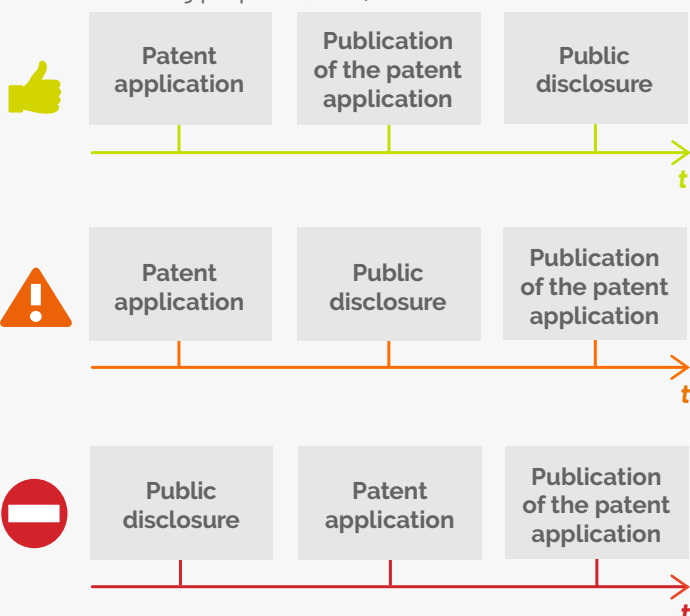 Patent
application
Publication
of the patent
application
Public
disclosure
t
Patent
application
Public
disclosure
Publication
of the patent
application
t
Public
disclosure
Patent
application
Publication
of the patent
application
t